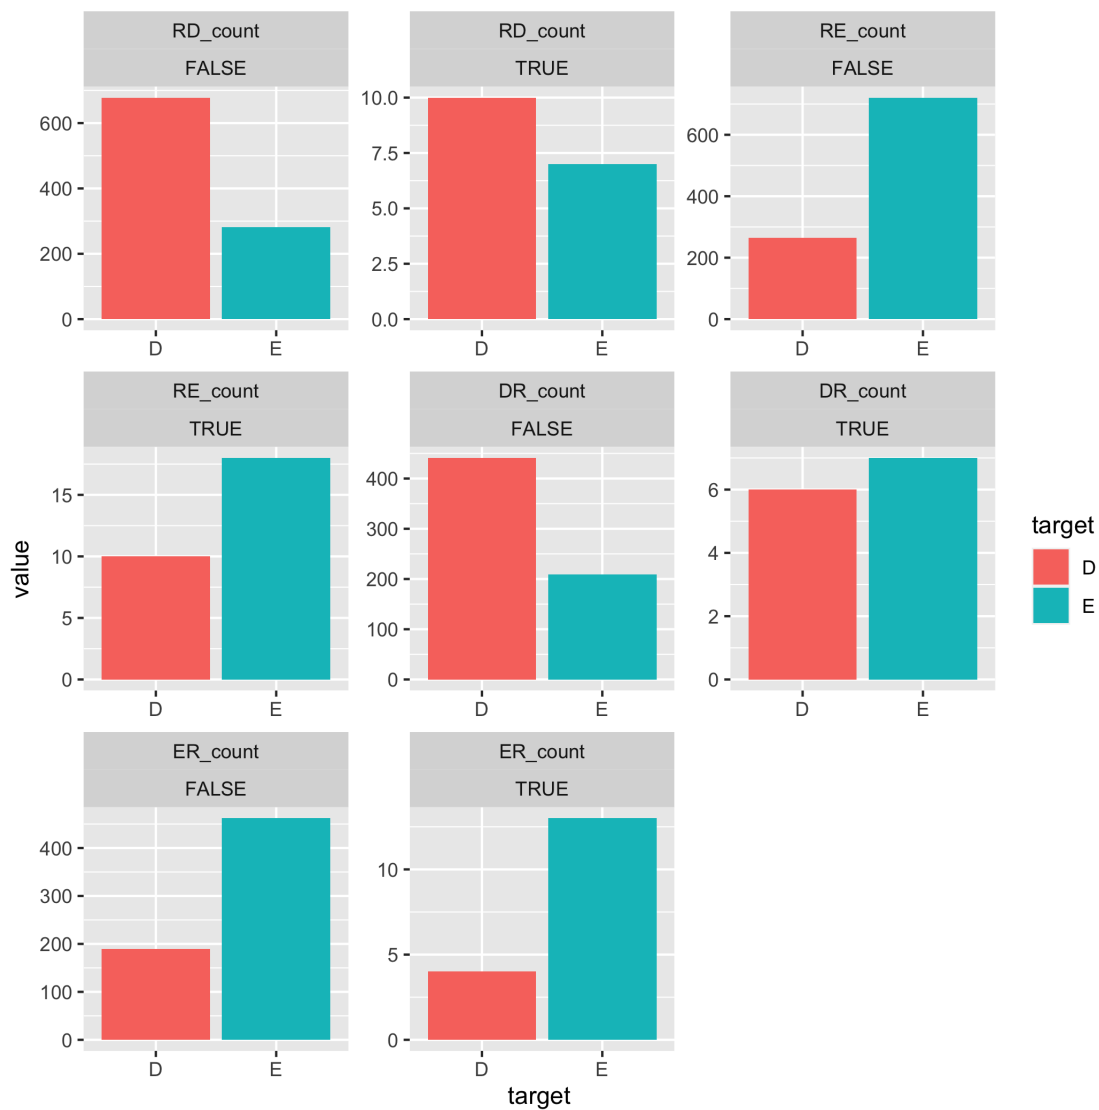 RD_count
FALSE
600
400
200
0
D E
RD_count
TRUE
10.0
7.5
5.0
2.5
0.0
D E
RE_count
FALSE
600
400
200
0
D E
RE_count
TRUE
15
10
5
0
D E
DR_count
FALSE
400
300
200
100
0
D E
DR_count
TRUE
6
4
2
0
D E
ER_count
FALSE
400
300
200
100
0
D E
ER_count
TRUE
10
5
0
D E
value
target
target
D
E